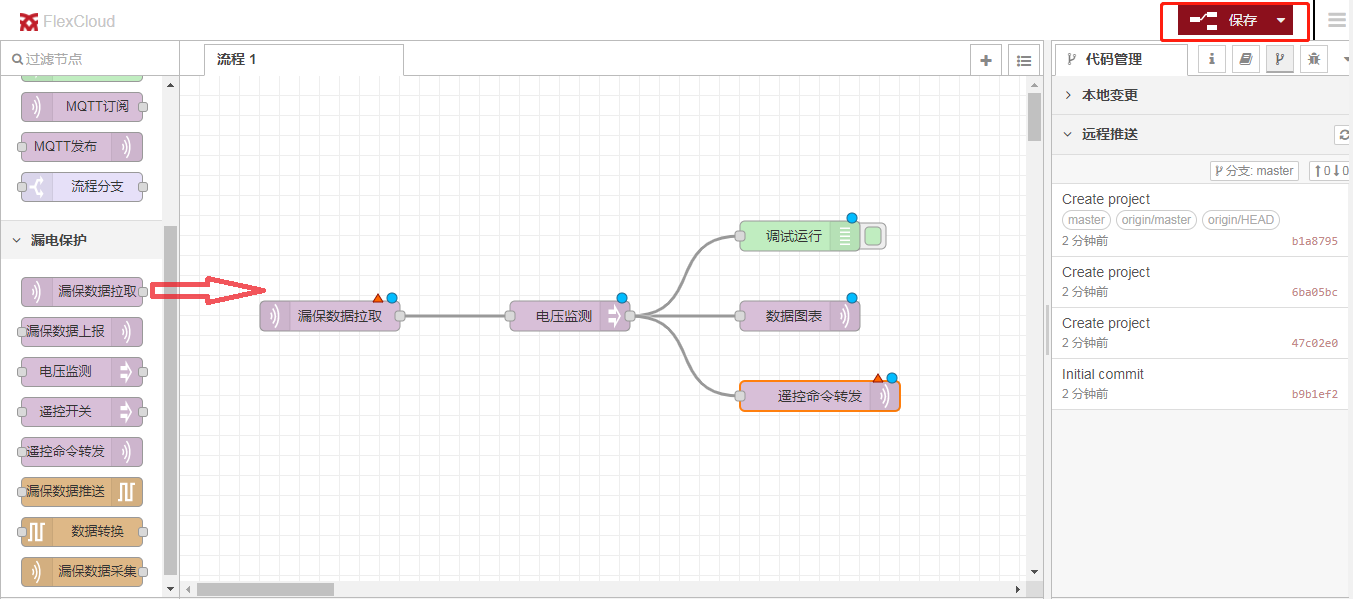 FlexCloud
保存
过滤节点
流程 1
代码管理
MQTT订阅
MQTT发布
流程分支
漏电保护
漏保数据拉取
漏保数据上报
电压监测
遥控开关
遥控命令转发
漏保数据推送
数据转换
漏保数据采集
漏保数据拉取
电压监测
调试运行
数据图表
遥控命令转发
本地变更
远程推送
分支: master
0 0
Create project
master origin/master origin/HEAD
2 分钟前 b1a8795
Create project
2 分钟前 6ba05bc
Create project
2 分钟前 47c02e0
Initial commit
2 分钟前 b9b1ef2